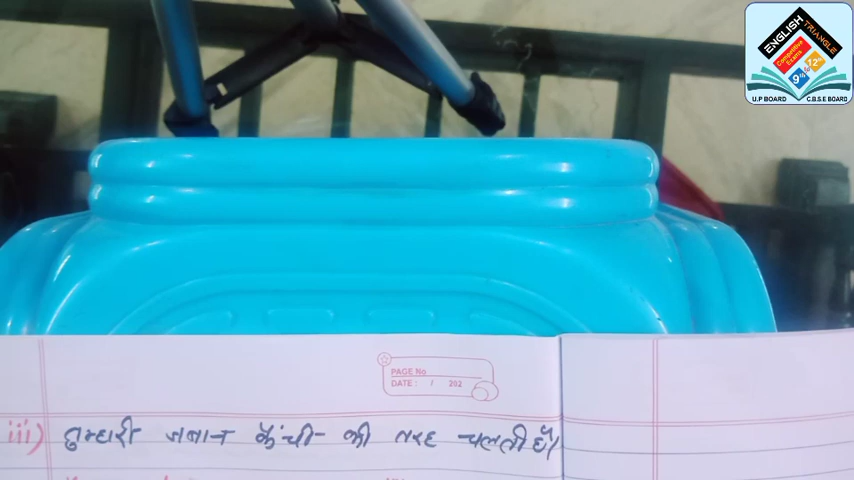 ENGLISH
TRIANGLE
Competitive
Exams
9th to 12th
U.P BOARD C.B.S.E BOARD
PAGE No
DATE : / 202
iii) तुम्हारी जबान कैंची की तरह चलती है।